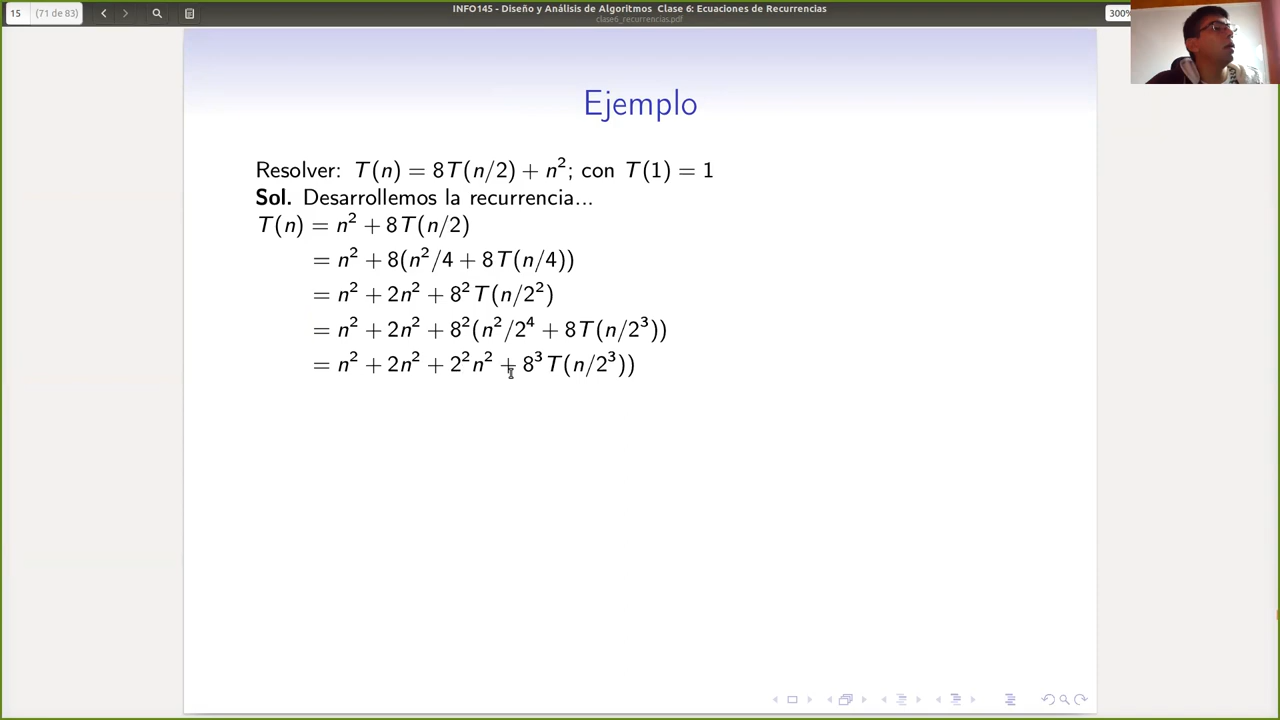 15 (71 de 83)
INFO145 - Diseño y Análisis de Algoritmos Clase 6: Ecuaciones de Recurrencias
clase6_recurrencias.pdf
300%
Ejemplo
Resolver: T(n) = 8T(n/2) + n²; con T(1) = 1
Sol. Desarrollemos la recurrencia...
T(n) = n² + 8T(n/2)
= n² + 8(n²/4 + 8T(n/4))
= n² + 2n² + 8²T(n/2²)
= n² + 2n² + 8²(n²/2⁴ + 8T(n/2³))
= n² + 2n² + 2²n² + 8³T(n/2³))